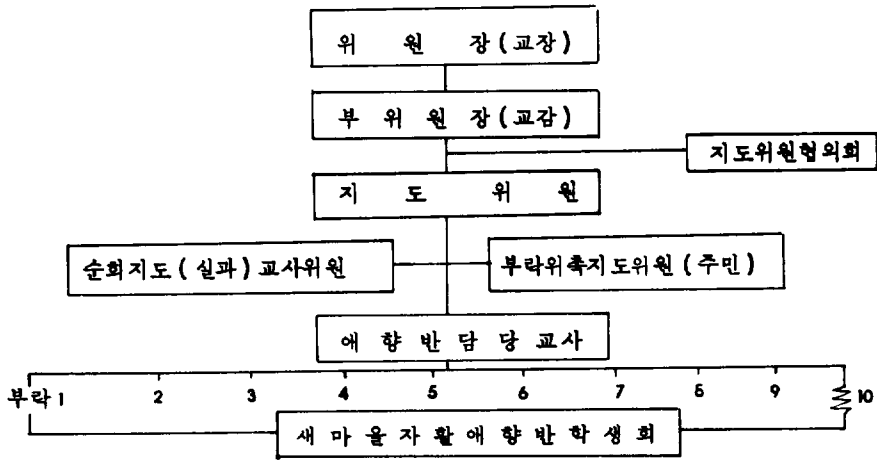 위 원 장 (교장)
부 위 원 장 (교감)
지도위원협의회
지 도 위 원
순회지도 (실과) 교사위원
부락위촉지도위원 (주민)
애 향 반 담 당 교 사
부락 1 2 3 4 5 6 7 8 9 10
새 마 을 자 활 애 향 반 학 생 회